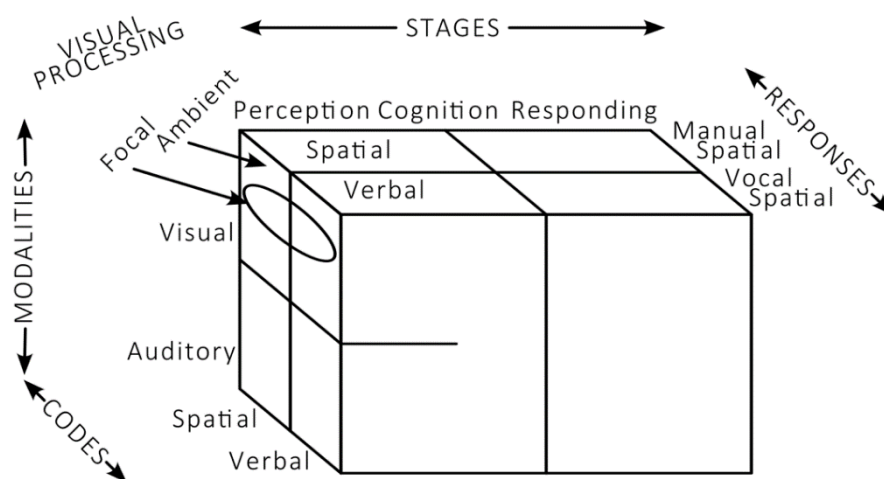 VISUAL
PROCESSING
STAGES
Focal
Ambient
Perception Cognition Responding
RESPONSES
Manual
Spatial
Vocal
Spatial
Spatial
Verbal
MODALITIES
Visual
Auditory
Spatial
Verbal
CODES